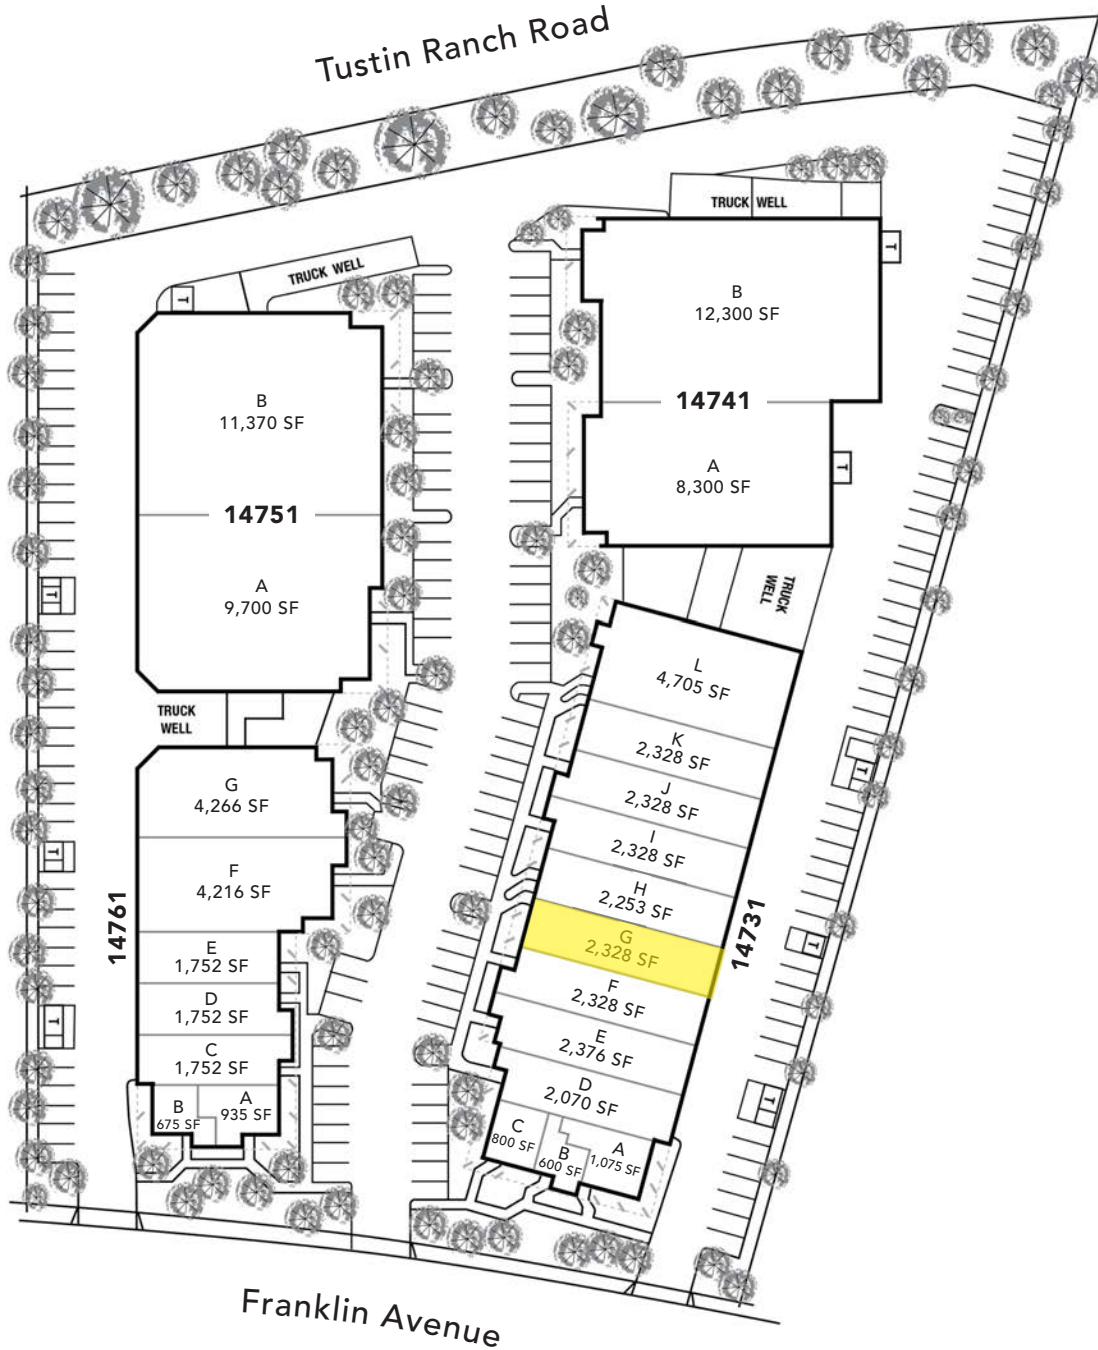 Tustin Ranch Road
TRUCK WELL
T
B
12,300 SF
14741
A
8,300 SF
T
TRUCK
WELL
TRUCK WELL
T
B
11,370 SF
14751
A
9,700 SF
T
TRUCK
WELL
14761
G
4,266 SF
F
4,216 SF
E
1,752 SF
D
1,752 SF
C
1,752 SF
B
675 SF
A
935 SF
T
T
L
4,705 SF
K
2,328 SF
J
2,328 SF
I
2,328 SF
H
2,253 SF
G
2,328 SF
F
2,328 SF
E
2,376 SF
D
2,070 SF
C
800 SF
B
600 SF
A
1,075 SF
14731
T
T
T
Franklin Avenue